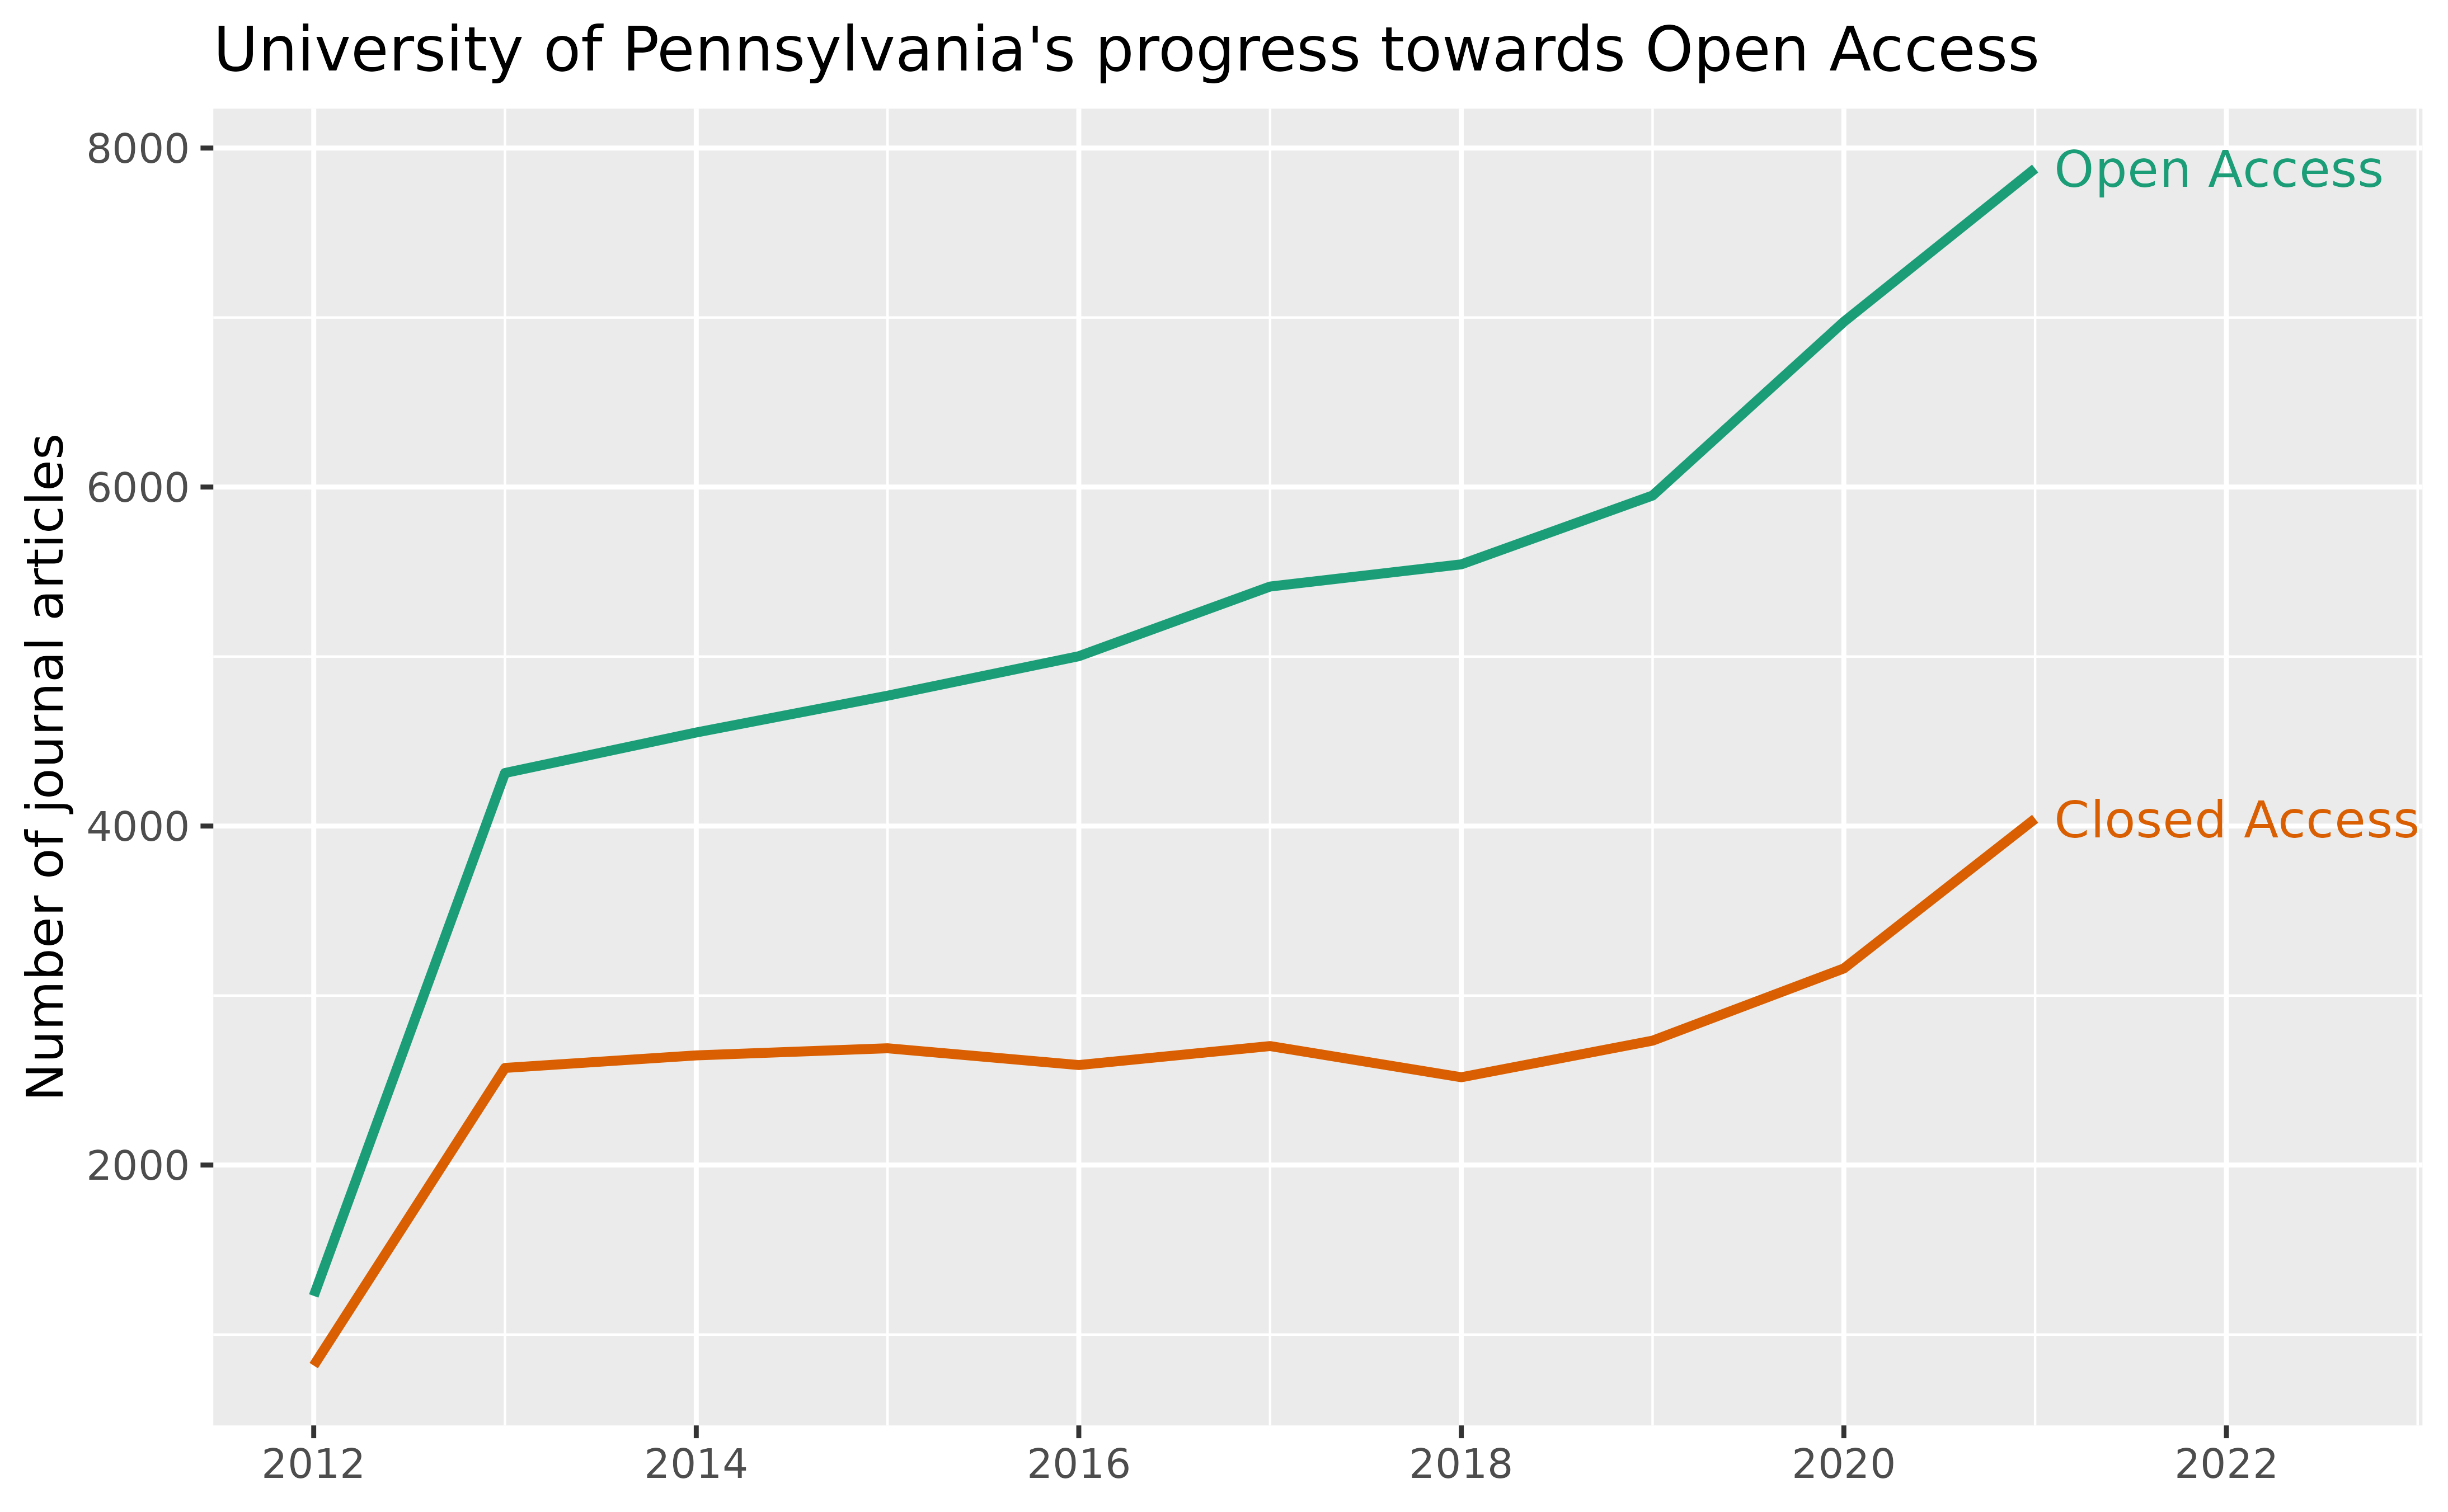 University of Pennsylvania's progress towards Open Access
Number of journal articles
8000
6000
4000
2000
Open Access
Closed Access
2012 2014 2016 2018 2020 2022